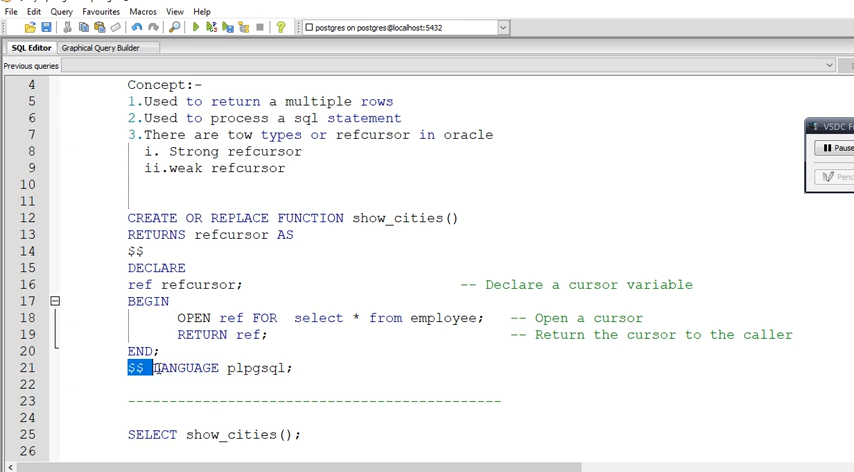 File Edit Query Favourites Macros View Help
postgres on postgres@localhost:5432
SQL Editor Graphical Query Builder
Previous queries
4 Concept:-
5 1.Used to return a multiple rows
6 2.Used to process a sql statement
7 3.There are tow types or refcursor in oracle
8 i. Strong refcursor
9 ii.weak refcursor
10
11
12 CREATE OR REPLACE FUNCTION show_cities()
13 RETURNS refcursor AS
14 $$
15 DECLARE
16 ref refcursor; -- Declare a cursor variable
17 BEGIN
18 OPEN ref FOR select * from employee; -- Open a cursor
19 RETURN ref; -- Return the cursor to the caller
20 END;
21 $$ LANGUAGE plpgsql;
22
23 ---------------------------------------------
24
25 SELECT show_cities();
26
VSDC F
Pause
Penc